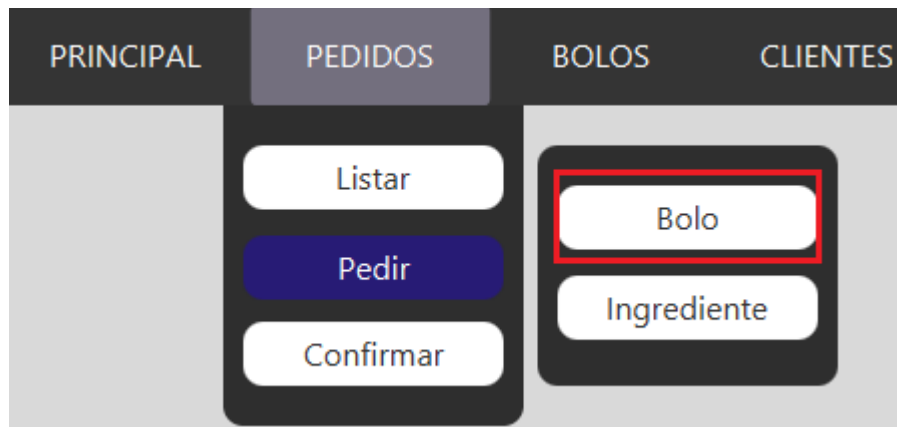 PRINCIPAL PEDIDOS BOLOS CLIENTES
Listar
Pedir
Confirmar
Bolo
Ingrediente